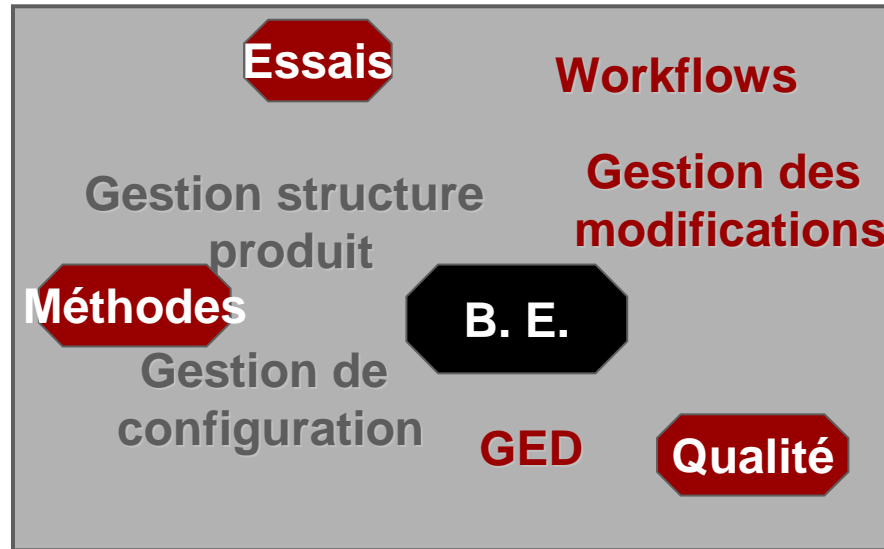 Essais
Workflows
Gestion des
modifications
Gestion structure
produit
Méthodes
B. E.
Gestion de
configuration
GED
Qualité